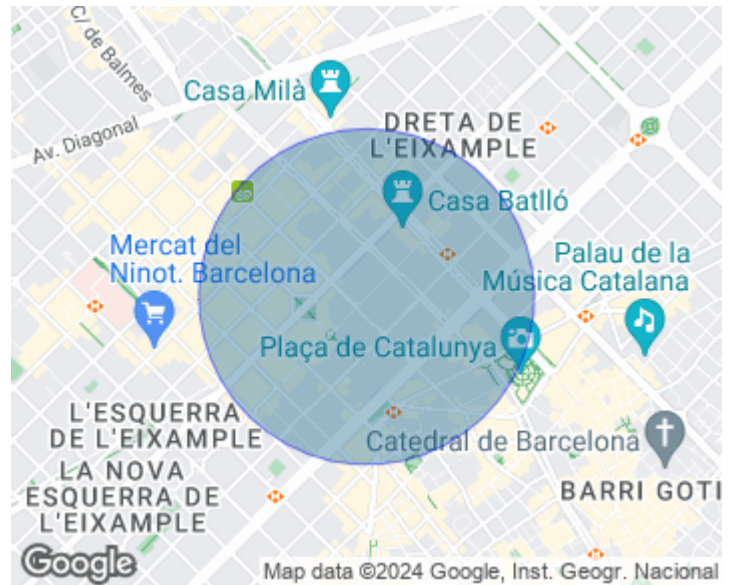 C/ de Balmes
Casa Milà
DRETA DE
L'EIXAMPLE
Av. Diagonal
Casa Batlló
Mercat del
Ninot. Barcelona
Palau de la
Música Catalana
Plaça de Catalunya
L'ESQUERRA
DE L'EIXAMPLE
Catedral de Barcelona
LA NOVA
ESQUERRA DE
L'EIXAMPLE
BARRI GOTI
Google
Map data ©2024 Google, Inst. Geogr. Nacional